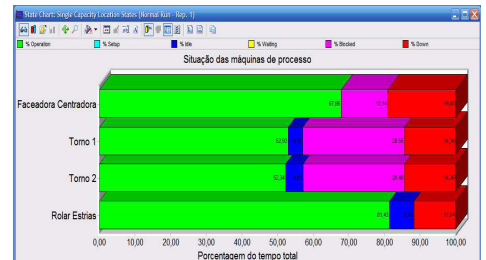 State Chart: Single Capacity Location States (Normal Run - Rep. 1)
% Operation % Setup % Idle % Waiting % Blocked % Down
Situação das máquinas de processo
Faceadora Centradora
Torno 1
Torno 2
Rolar Estrias
0,00 10,00 20,00 30,00 40,00 50,00 60,00 70,00 80,00 90,00 100,00
Porcentagem do tempo total